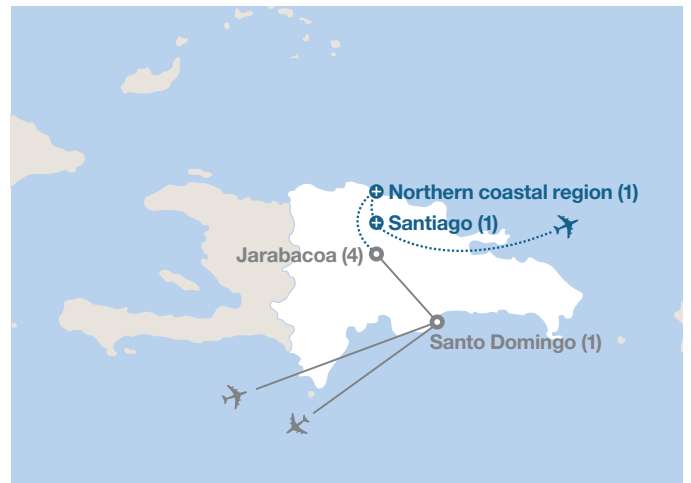 Northern coastal region (1)
Santiago (1)
Jarabacoa (4)
Santo Domingo (1)